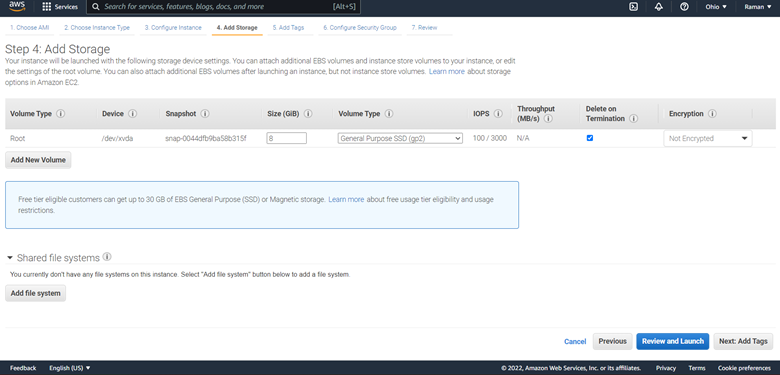 aws Services Search for services, features, blogs, docs, and more [Alt+S] Ohio Raman
1. Choose AMI 2. Choose Instance Type 3. Configure Instance 4. Add Storage 5. Add Tags 6. Configure Security Group 7. Review
Step 4: Add Storage
Your instance will be launched with the following storage device settings. You can attach additional EBS volumes and instance store volumes to your instance, or edit
the settings of the root volume. You can also attach additional EBS volumes after launching an instance, but not instance store volumes. Learn more about storage
options in Amazon EC2.
Volume Type Device Snapshot Size (GiB) Volume Type IOPS Throughput (MB/s) Delete on Termination Encryption
Root /dev/xvda snap-0044dfb9ba58b315f 8 General Purpose SSD (gp2) 100 / 3000 N/A Not Encrypted
Add New Volume
Free tier eligible customers can get up to 30 GB of EBS General Purpose (SSD) or Magnetic storage. Learn more about free usage tier eligibility and usage
restrictions.
Shared file systems
You currently don't have any file systems on this instance. Select "Add file system" button below to add a file system.
Add file system
Cancel Previous Review and Launch Next: Add Tags
Feedback English (US) © 2022, Amazon Web Services, Inc. or its affiliates. Privacy Terms Cookie preferences